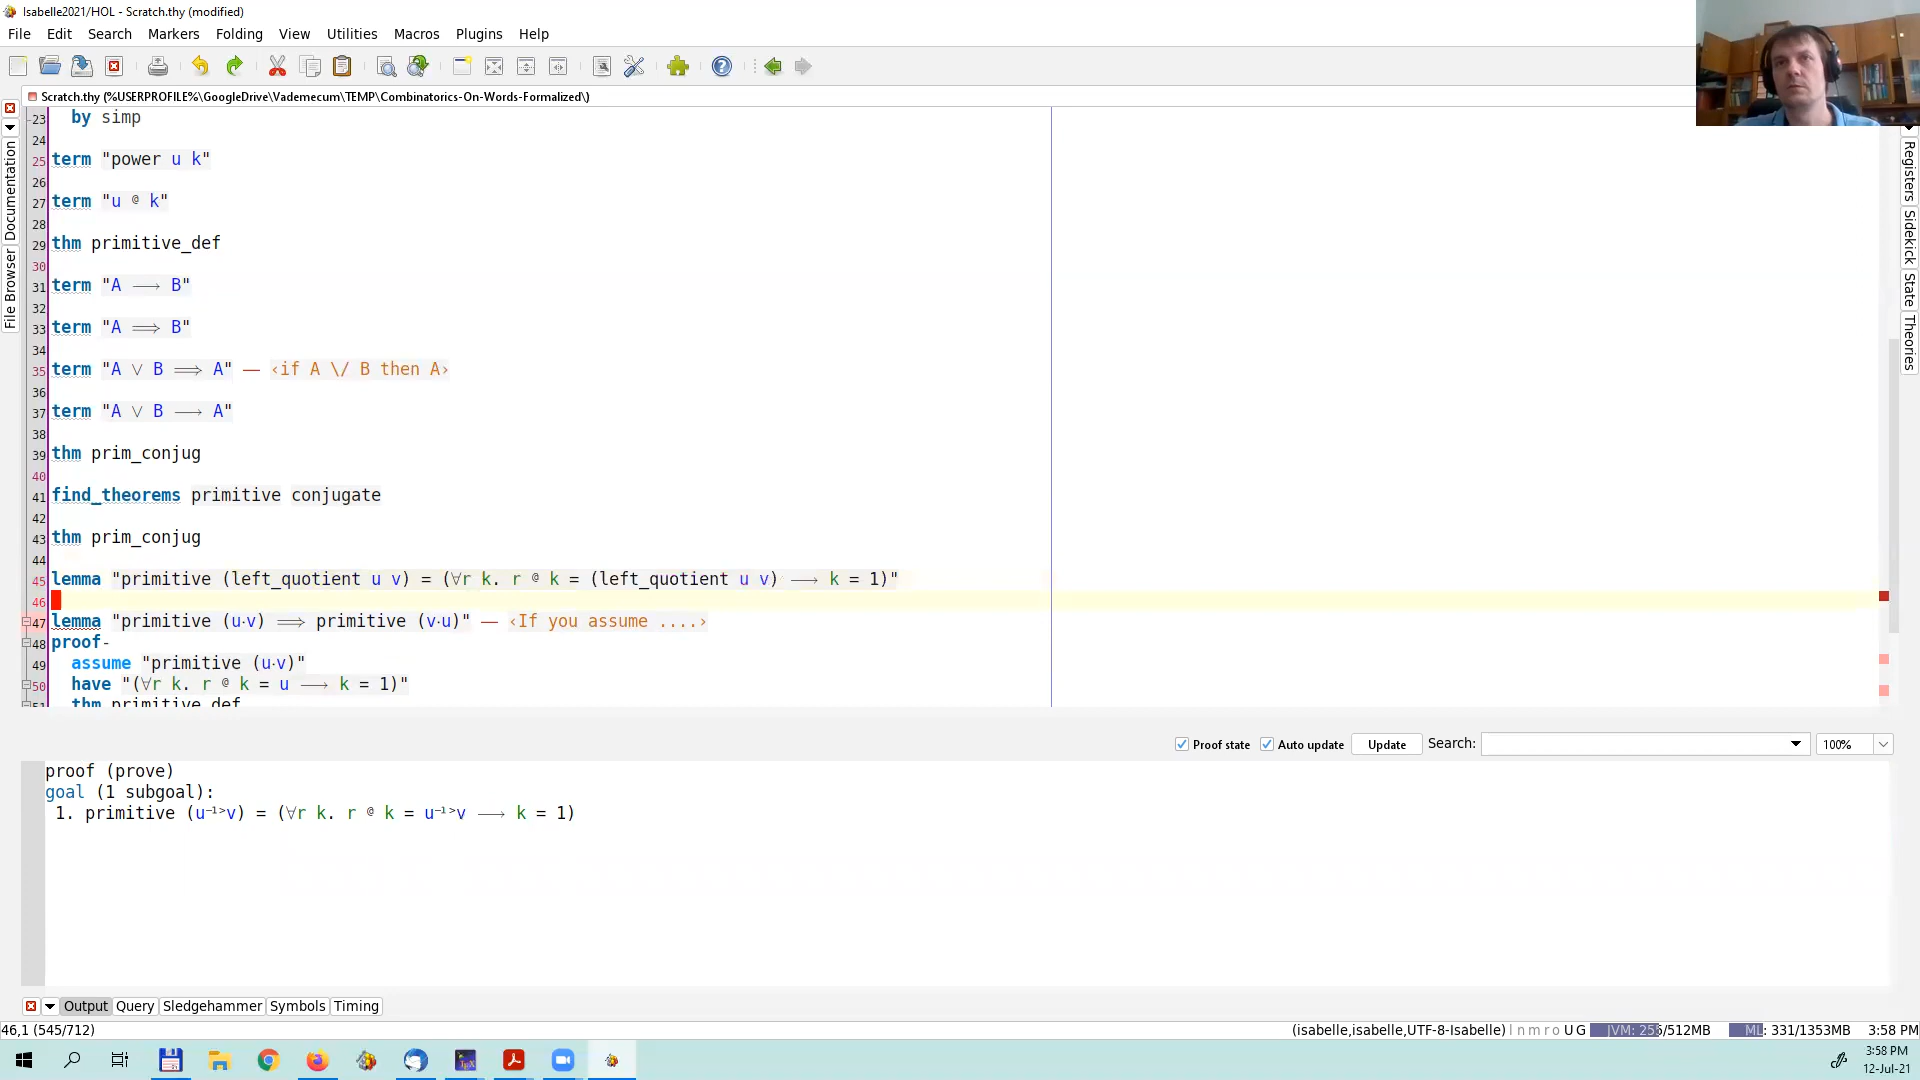 Isabelle2021/HOL - Scratch.thy (modified)
File Edit Search Markers Folding View Utilities Macros Plugins Help
Scratch.thy (%USERPROFILE%\GoogleDrive\Vademecum\TEMP\Combinatorics-On-Words-Formalized\)
23 by simp
24
25 term "power u k"
26
27 term "u @ k"
28
29 thm primitive_def
30
31 term "A ⟶ B"
32
33 term "A ⟹ B"
34
35 term "A ∨ B ⟹ A" — ‹if A \/ B then A›
36
37 term "A ∨ B ⟶ A"
38
39 thm prim_conjug
40
41 find_theorems primitive conjugate
42
43 thm prim_conjug
44
45 lemma "primitive (left_quotient u v) = (∀r k. r @ k = (left_quotient u v) ⟶ k = 1)"
46
47 lemma "primitive (u·v) ⟹ primitive (v·u)" — ‹If you assume ....›
48 proof-
49 assume "primitive (u·v)"
50 have "(∀r k. r @ k = u ⟶ k = 1)"
51 thm primitive_def
File Browser Documentation
Registers Sidekick State Theories
Proof state Auto update Update Search: 100%
proof (prove)
goal (1 subgoal):
1. primitive (u⁻¹˃v) = (∀r k. r @ k = u⁻¹˃v ⟶ k = 1)
Output Query Sledgehammer Symbols Timing
46,1 (545/712) (isabelle,isabelle,UTF-8-Isabelle) l n m r o U G JVM: 255/512MB ML: 331/1353MB 3:58 PM
3:58 PM
12-Jul-21